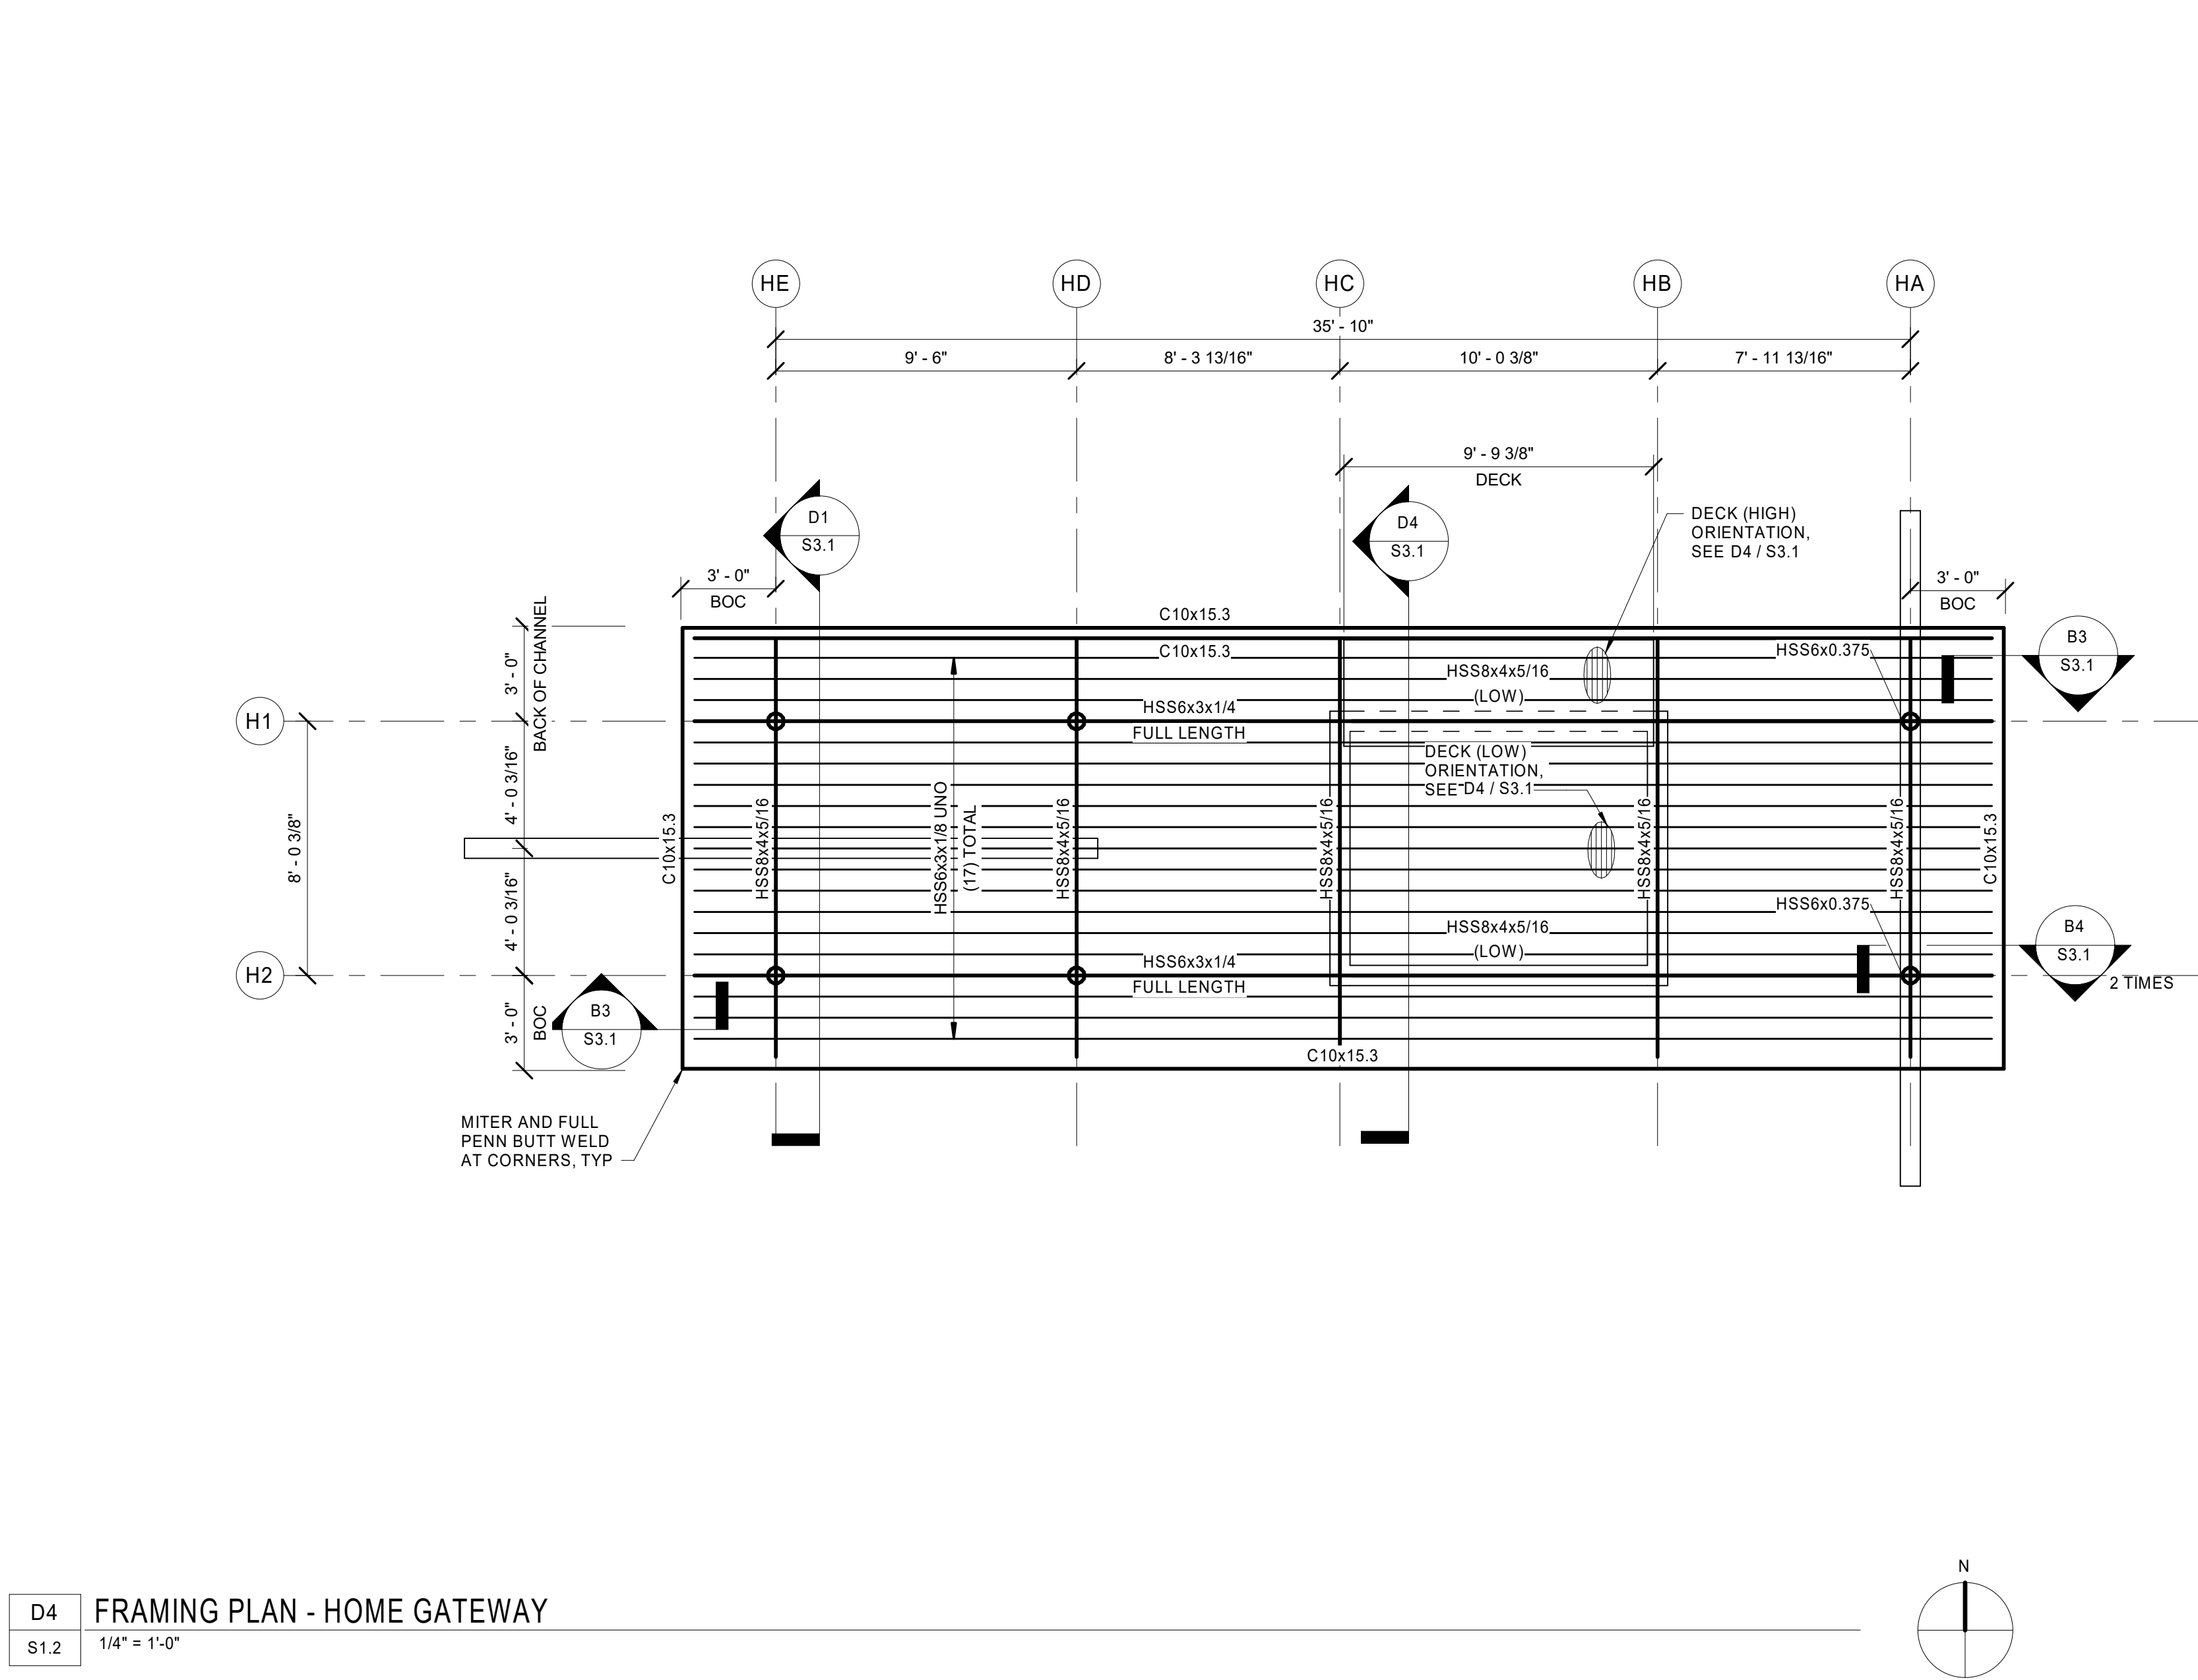 HE
HD
HC
HB
HA
35' - 10"
9' - 6"
8' - 3 13/16"
10' - 0 3/8"
7' - 11 13/16"
9' - 9 3/8"
DECK
D1
S3.1
D4
S3.1
DECK (HIGH)
ORIENTATION,
SEE D4 / S3.1
3' - 0"
BOC
3' - 0"
BOC
C10x15.3
C10x15.3
B3
S3.1
HSS6x0.375
HSS8x4x5/16
(LOW)
3' - 0"
BACK OF CHANNEL
H1
HSS6x3x1/4
FULL LENGTH
DECK (LOW)
ORIENTATION,
SEE D4 / S3.1
4' - 0 3/16"
8' - 0 3/8"
4' - 0 3/16"
C10x15.3
HSS8x4x5/16
HSS6x3x1/8 UNO
(17) TOTAL
HSS8x4x5/16
HSS8x4x5/16
HSS8x4x5/16
HSS8x4x5/16
C10x15.3
HSS6x0.375
HSS8x4x5/16
(LOW)
B4
S3.1
2 TIMES
H2
HSS6x3x1/4
FULL LENGTH
3' - 0"
BOC
B3
S3.1
C10x15.3
MITER AND FULL
PENN BUTT WELD
AT CORNERS, TYP
N
D4
S1.2
FRAMING PLAN - HOME GATEWAY
1/4" = 1'-0"